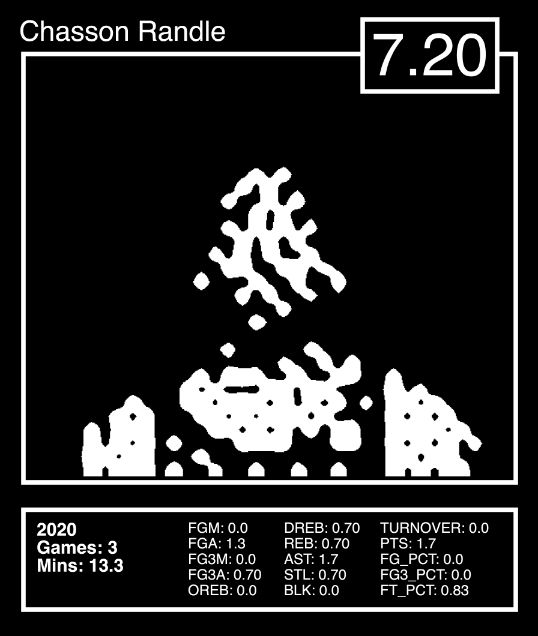 Chasson Randle
7.20
2020
Games: 3
Mins: 13.3
FGM: 0.0
FGA: 1.3
FG3M: 0.0
FG3A: 0.70
OREB: 0.0
DREB: 0.70
REB: 0.70
AST: 1.7
STL: 0.70
BLK: 0.0
TURNOVER: 0.0
PTS: 1.7
FG_PCT: 0.0
FG3_PCT: 0.0
FT_PCT: 0.83